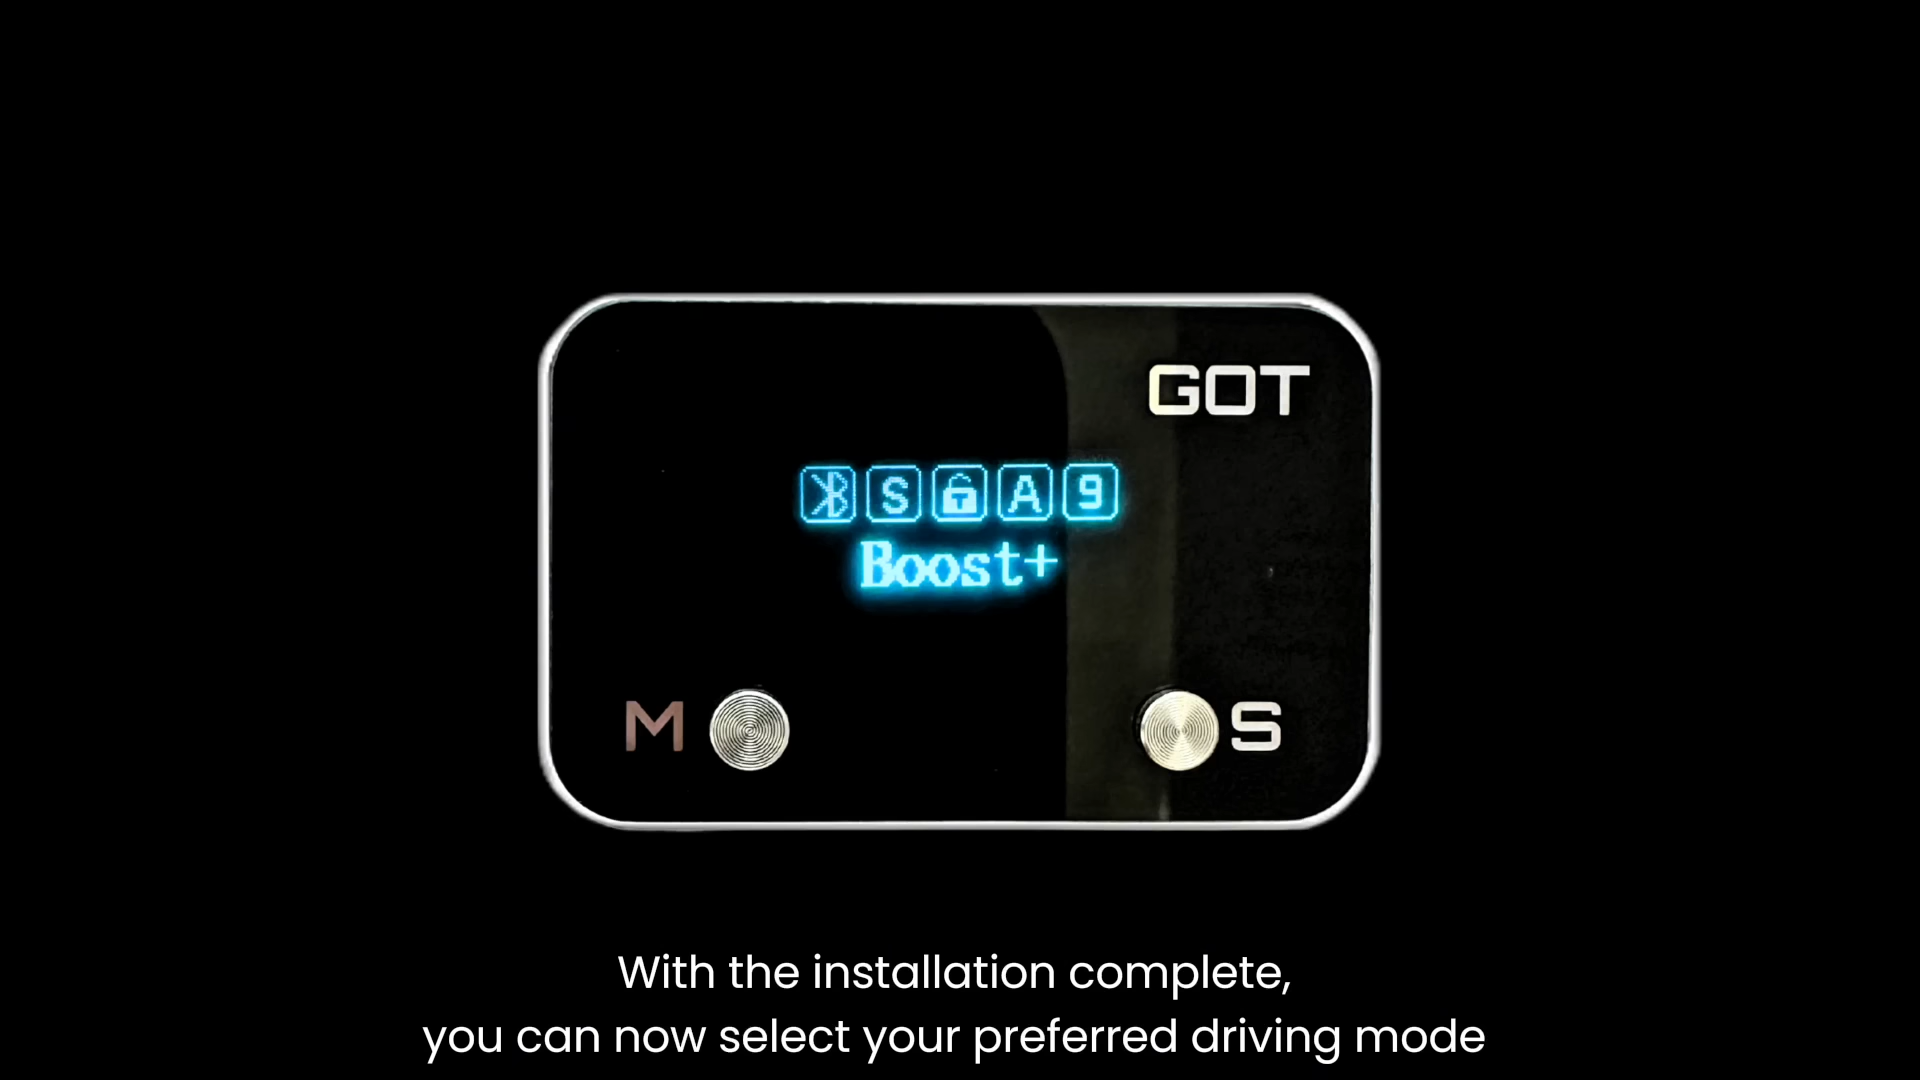 GOT
S A 9
Boost+
M S
With the installation complete,
you can now select your preferred driving mode